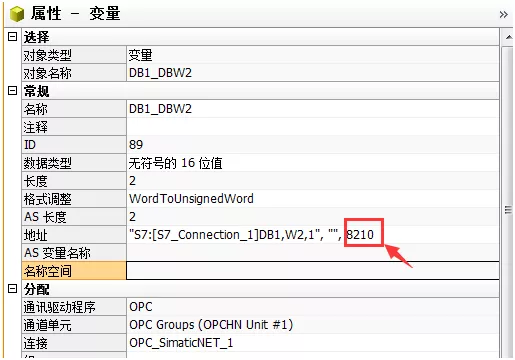 属性 - 变量
»
选择
对象类型 变量
对象名称 DB1_DBW2
常规
名称 DB1_DBW2
注释
ID 89
数据类型 无符号的 16 位值
长度 2
格式调整 WordToUnsignedWord
AS 长度 2
地址 "S7:[S7_Connection_1]DB1,W2,1", "", 8210
AS 变量名称
名称空间
分配
通讯驱动程序 OPC
通道单元 OPC Groups (OPCHN Unit #1)
连接 OPC_SimaticNET_1